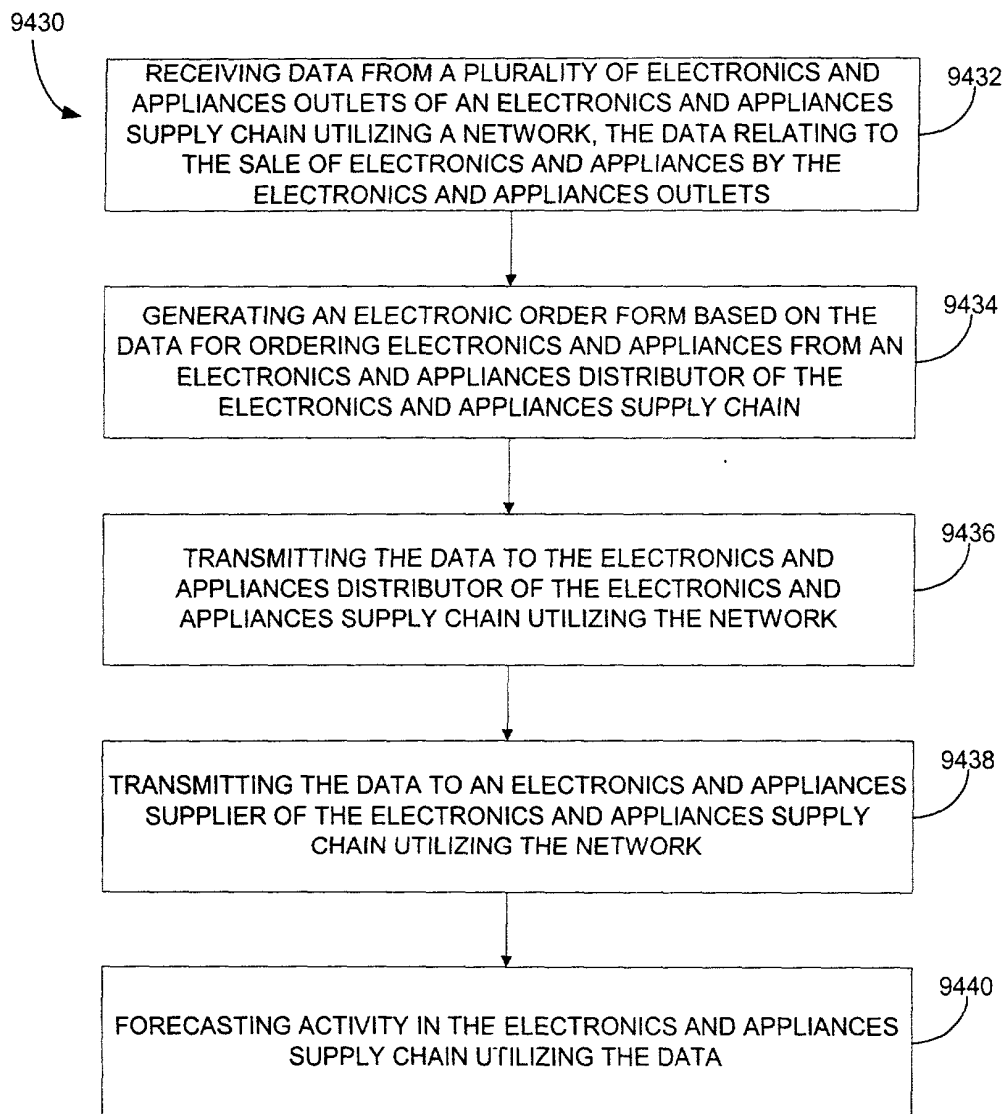 9430
RECEIVING DATA FROM A PLURALITY OF ELECTRONICS AND
APPLIANCES OUTLETS OF AN ELECTRONICS AND APPLIANCES
SUPPLY CHAIN UTILIZING A NETWORK, THE DATA RELATING TO
THE SALE OF ELECTRONICS AND APPLIANCES BY THE
ELECTRONICS AND APPLIANCES OUTLETS
9432
GENERATING AN ELECTRONIC ORDER FORM BASED ON THE
DATA FOR ORDERING ELECTRONICS AND APPLIANCES FROM AN
ELECTRONICS AND APPLIANCES DISTRIBUTOR OF THE
ELECTRONICS AND APPLIANCES SUPPLY CHAIN
9434
TRANSMITTING THE DATA TO THE ELECTRONICS AND
APPLIANCES DISTRIBUTOR OF THE ELECTRONICS AND
APPLIANCES SUPPLY CHAIN UTILIZING THE NETWORK
9436
TRANSMITTING THE DATA TO AN ELECTRONICS AND APPLIANCES
SUPPLIER OF THE ELECTRONICS AND APPLIANCES SUPPLY
CHAIN UTILIZING THE NETWORK
9438
FORECASTING ACTIVITY IN THE ELECTRONICS AND APPLIANCES
SUPPLY CHAIN UTILIZING THE DATA
9440